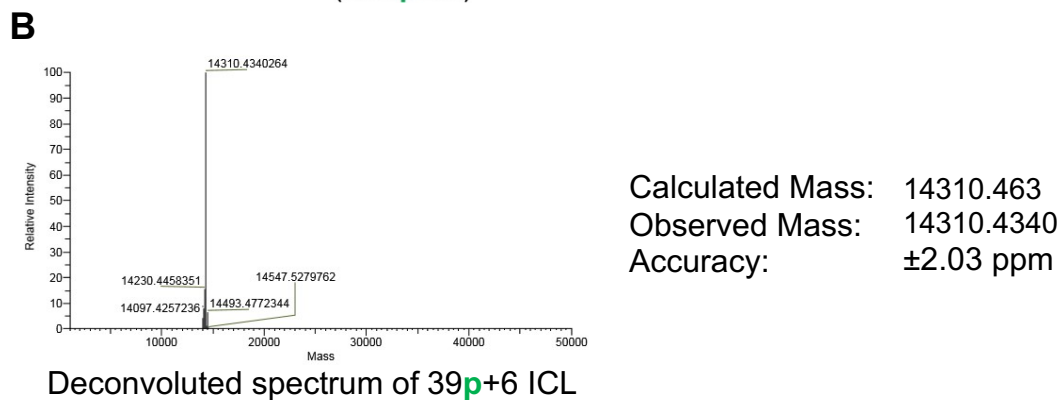 B
14310.4340264
100
90
80
70
60
50
40
30
20
10
0
Relative Intensity
14230.4458351
14547.5279762
14097.4257236
14493.4772344
10000 20000 30000 40000 50000
Mass
Deconvoluted spectrum of 39p+6 ICL
Calculated Mass: 14310.463
Observed Mass: 14310.4340
Accuracy: ±2.03 ppm